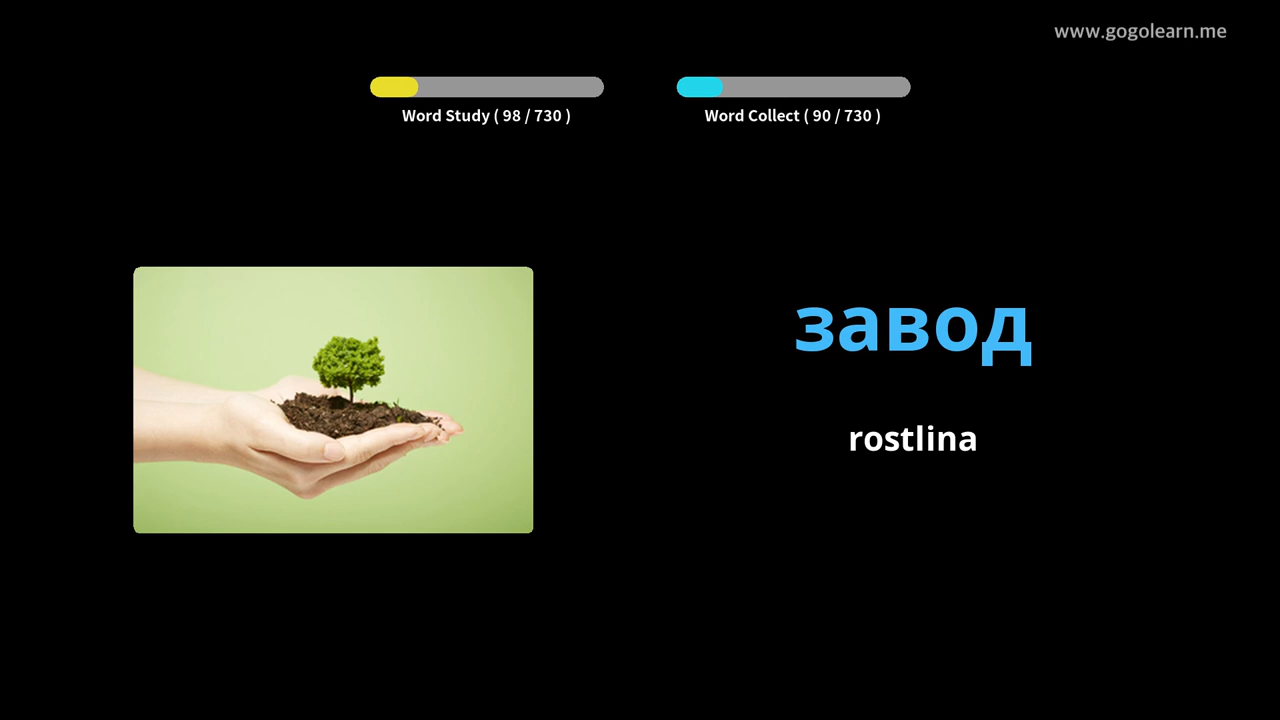 www.gogolearn.me
Word Study ( 98 / 730 )
Word Collect ( 90 / 730 )
завод
rostlina